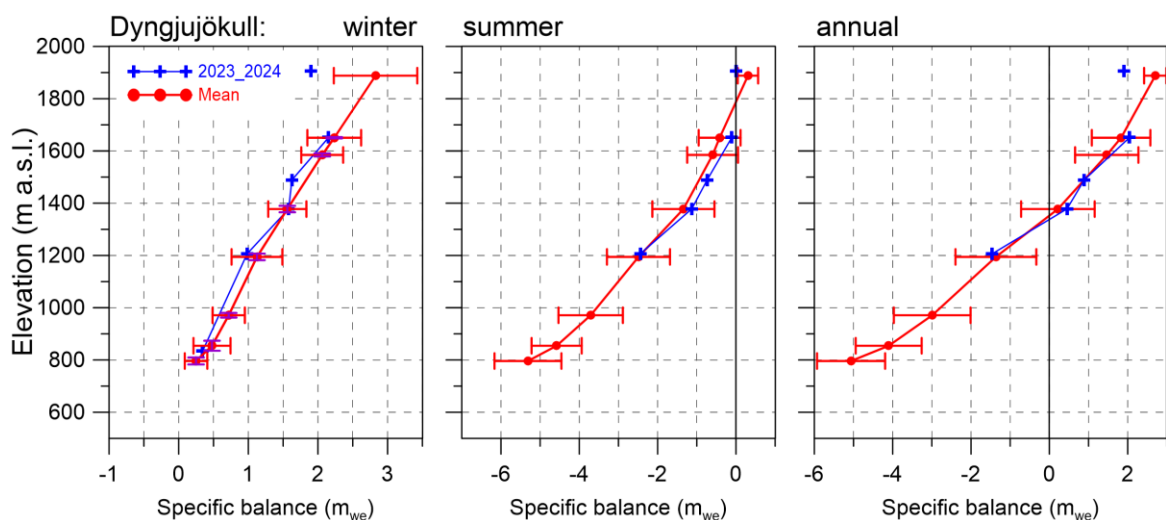 Dyngjujökull: winter summer annual
2000
1800
1600
1400
1200
1000
800
600
Elevation (m a.s.l.)
2023_2024
Mean
-1 0 1 2 3 -6 -4 -2 0 -6 -4 -2 0 2
Specific balance (mwe) Specific balance (mwe) Specific balance (mwe)